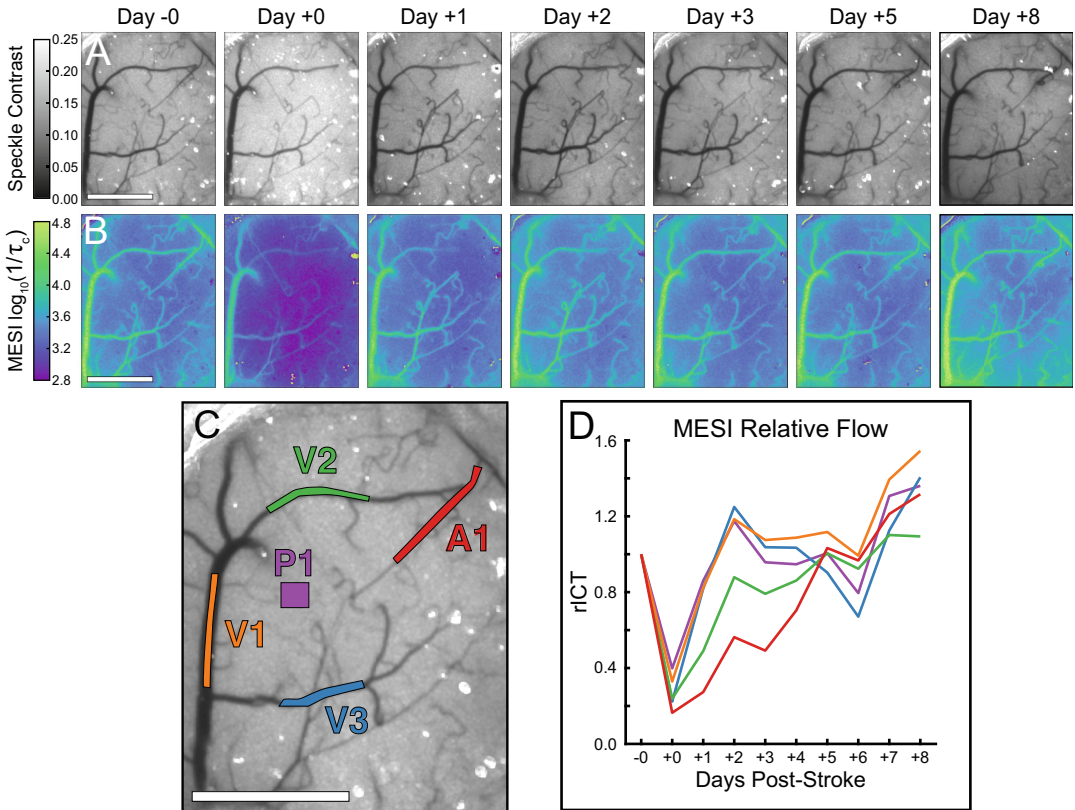 Day -0 Day +0 Day +1 Day +2 Day +3 Day +5 Day +8
A
Speckle Contrast
0.25
0.20
0.15
0.10
0.05
0.00
B
MESI log10(1/τc)
4.8
4.4
4.0
3.6
3.2
2.8
C
V2
A1
P1
V1
V3
D
MESI Relative Flow
rICT
1.6
1.2
0.8
0.4
0.0
-0 +0 +1 +2 +3 +4 +5 +6 +7 +8
Days Post-Stroke